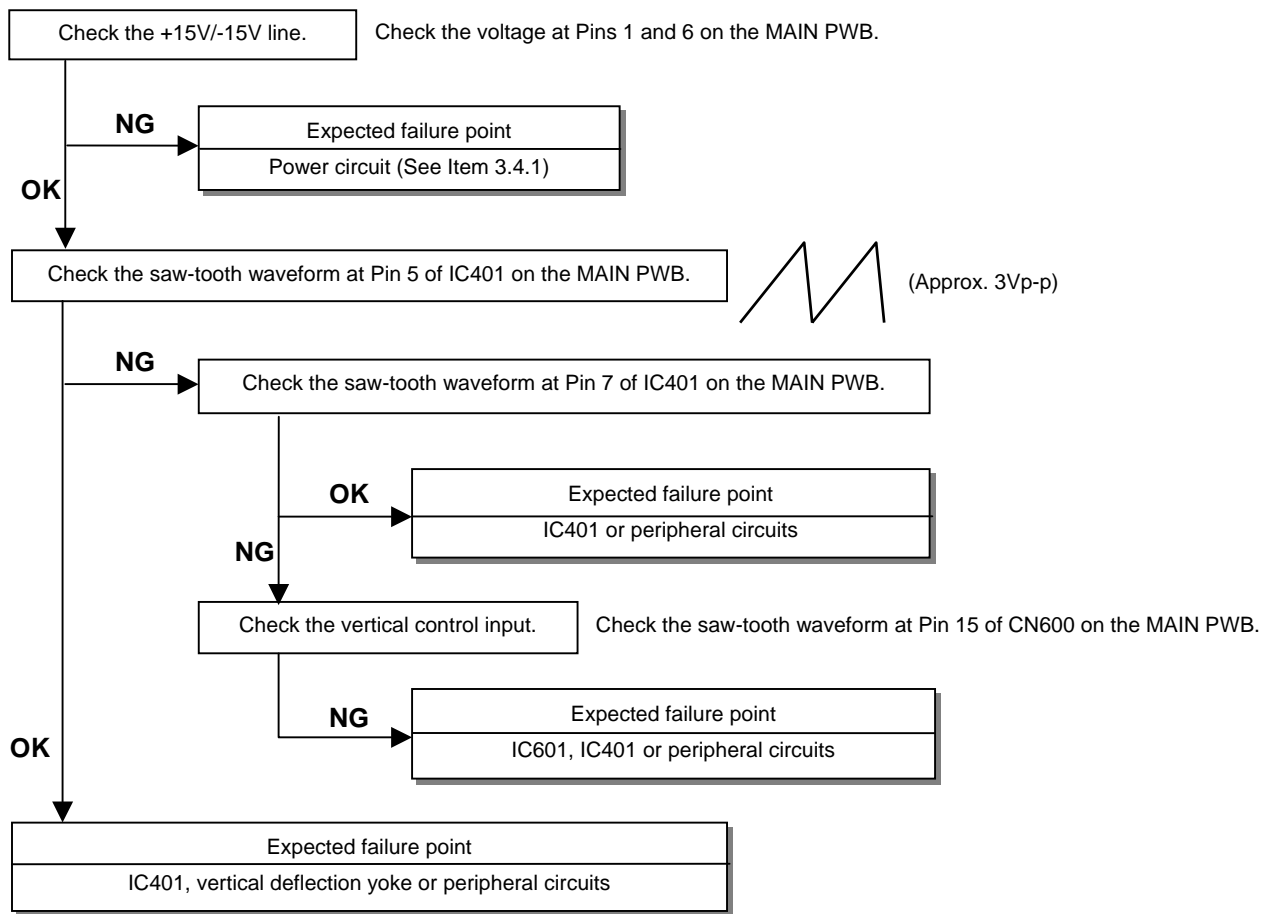 Check the +15V/-15V line.
Check the voltage at Pins 1 and 6 on the MAIN PWB.
NG
Expected failure point
Power circuit (See Item 3.4.1)
OK
Check the saw-tooth waveform at Pin 5 of IC401 on the MAIN PWB.
(Approx. 3Vp-p)
NG
Check the saw-tooth waveform at Pin 7 of IC401 on the MAIN PWB.
OK
Expected failure point
IC401 or peripheral circuits
NG
Check the vertical control input.
Check the saw-tooth waveform at Pin 15 of CN600 on the MAIN PWB.
NG
Expected failure point
IC601, IC401 or peripheral circuits
OK
Expected failure point
IC401, vertical deflection yoke or peripheral circuits